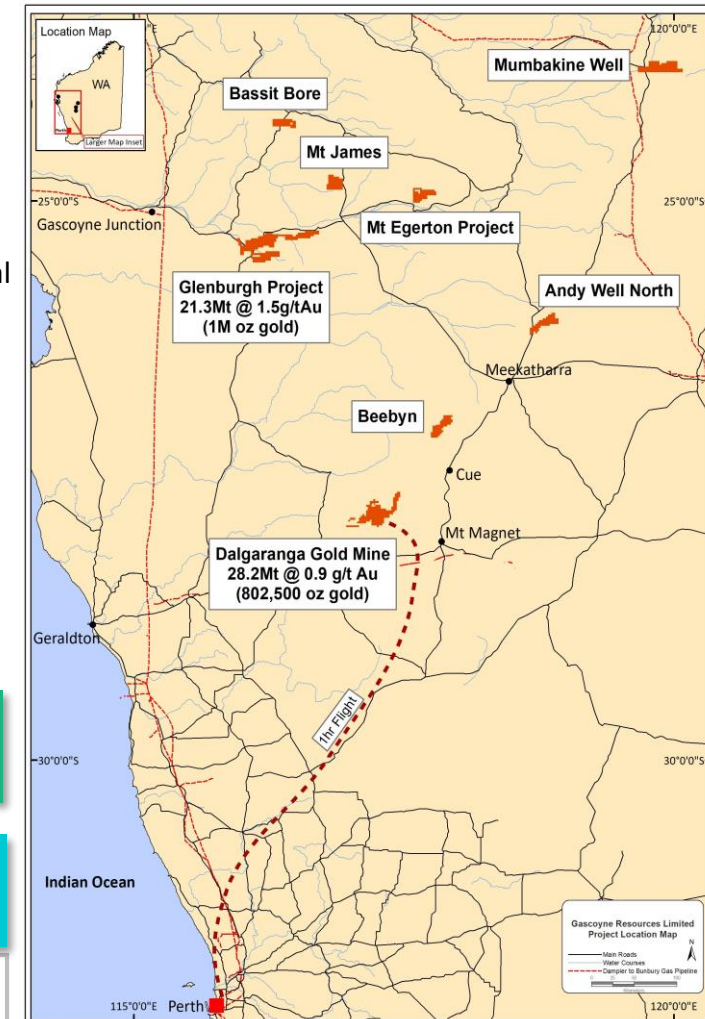 Location Map
WA
Perth
Larger Map Inset
°E
120°0'0"E
Mumbakine Well
Bassit Bore
Mt James
25°0'0"S
25°0'0"S
Gascoyne Junction
Mt Egerton Project
al
Glenburgh Project
21.3Mt @ 1.5g/tAu
(1M oz gold)
Andy Well North
Meekatharra
Beebyn
Cue
Mt Magnet
Dalgaranga Gold Mine
28.2Mt @ 0.9 g/t Au
(802,500 oz gold)
Geraldton
1hr Flight
30°0'0"S
30°0'0"S
Indian Ocean
Gascoyne Resources Limited
Project Location Map
N
Main Roads
Water Courses
Dampier to Bunbury Gas Pipeline
Kilometers
115°0'0"E
Perth
120°0'0"E